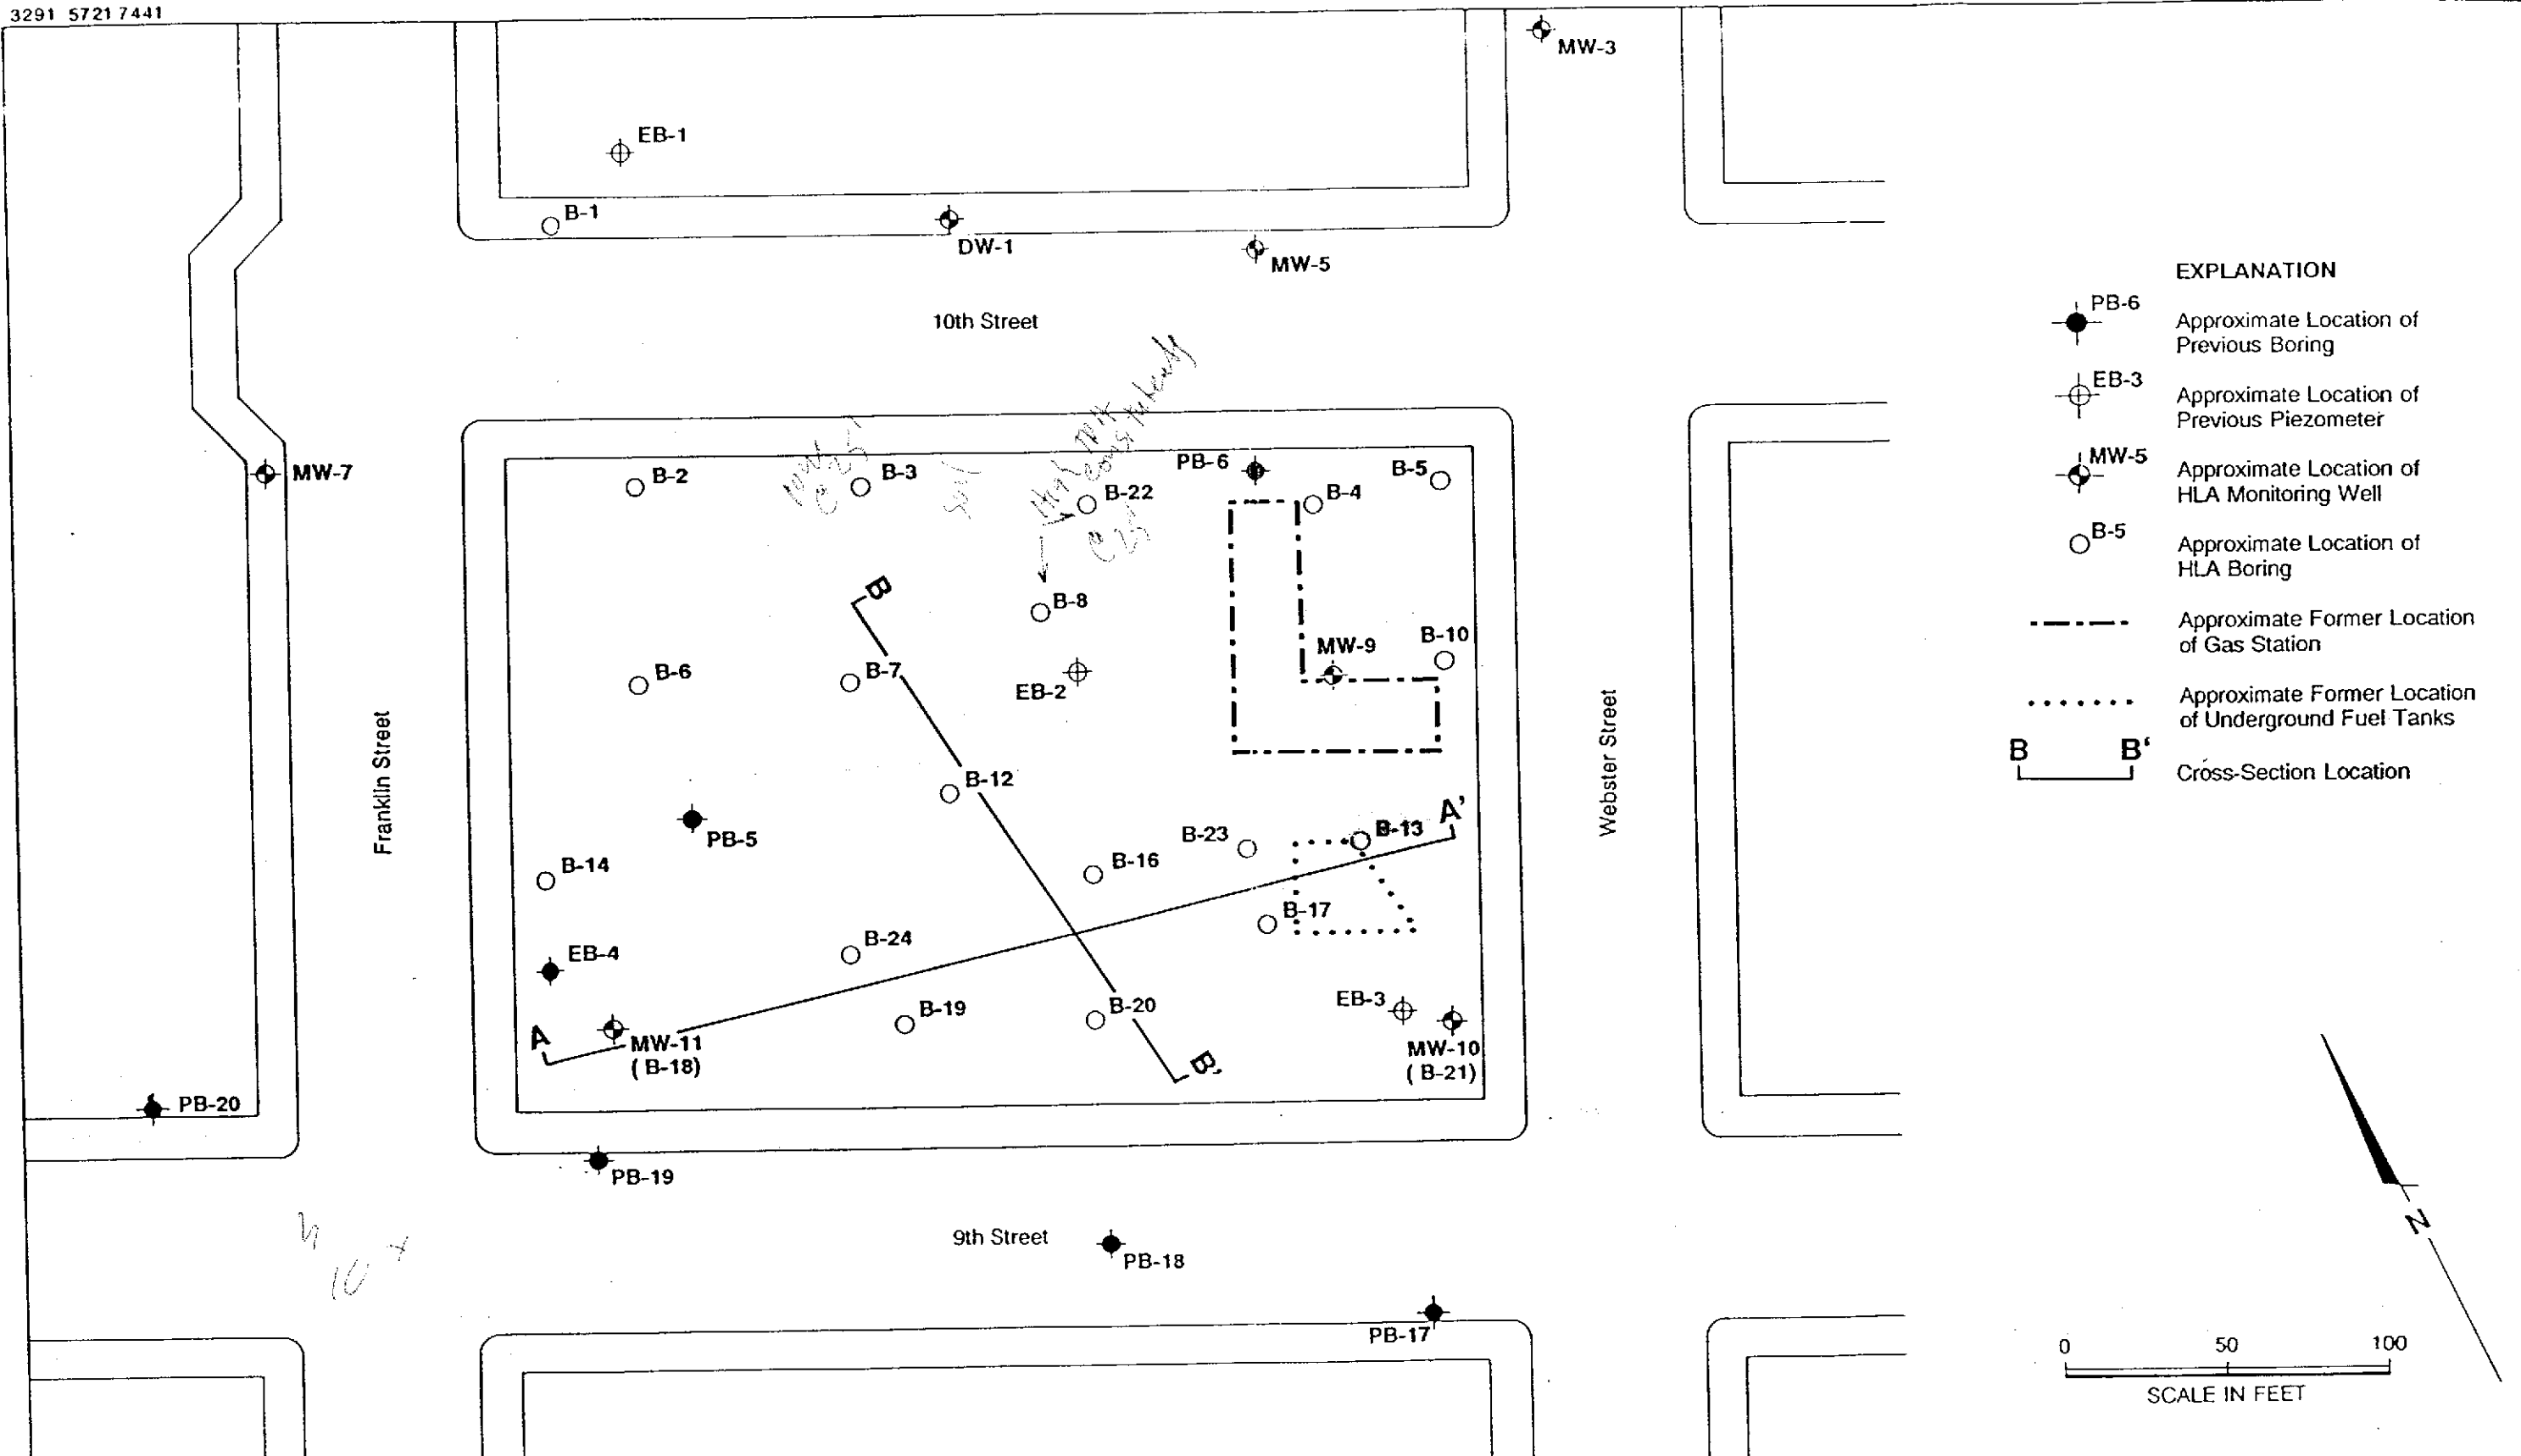 3291 5721 7441
MW-3
EB-1
B-1
DW-1
MW-5
10th Street
EXPLANATION
PB-6
Approximate Location of
Previous Boring
EB-3
Approximate Location of
Previous Piezometer
MW-5
Approximate Location of
HLA Monitoring Well
B-5
Approximate Location of
HLA Boring
Approximate Former Location
of Gas Station
Approximate Former Location
of Underground Fuel Tanks
B B'
Cross-Section Location
MW-7
B-2
B-3
B-22
PB-6
B-4
B-5
B
B-8
B-6
B-7
EB-2
MW-9
B-10
Franklin Street
Webster Street
B-12
PB-5
B-14
B-16
B-23
B-13
A'
B-17
B-24
EB-4
B-19
B-20
EB-3
A
MW-11
( B-18)
B'
MW-10
( B-21)
PB-20
PB-19
9th Street
PB-18
PB-17
N
0 50 100
SCALE IN FEET